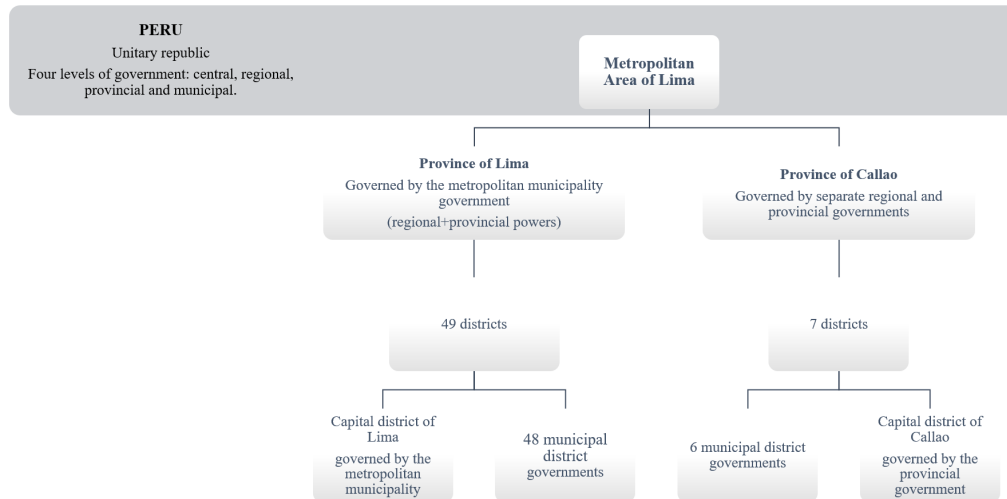 PERU
Unitary republic
Four levels of government: central, regional,
provincial and municipal.
Metropolitan
Area of Lima
Province of Lima
Governed by the metropolitan municipality
government
(regional+provincial powers)
Province of Callao
Governed by separate regional and
provincial governments
49 districts
7 districts
Capital district of
Lima
governed by the
metropolitan
municipality
48 municipal
district
governments
6 municipal district
governments
Capital district of
Callao
governed by the
provincial
government